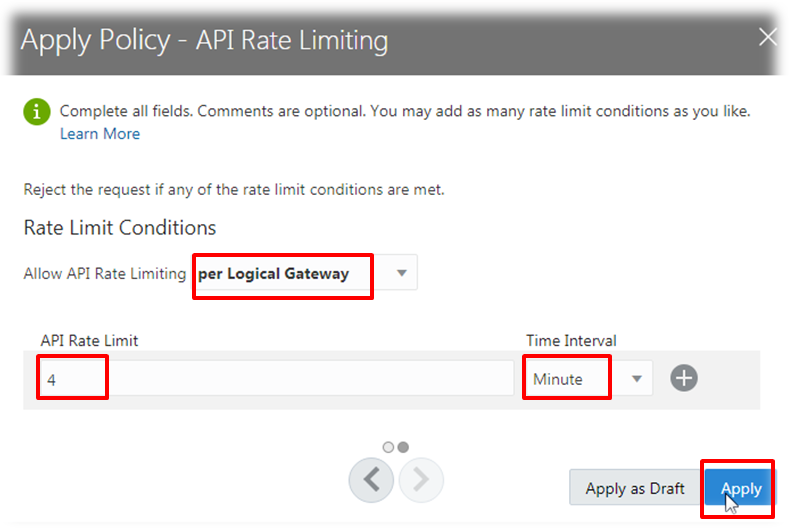 Apply Policy - API Rate Limiting
Complete all fields. Comments are optional. You may add as many rate limit conditions as you like.
Learn More
Reject the request if any of the rate limit conditions are met.
Rate Limit Conditions
Allow API Rate Limiting per Logical Gateway
API Rate Limit Time Interval
4 Minute
Apply as Draft Apply